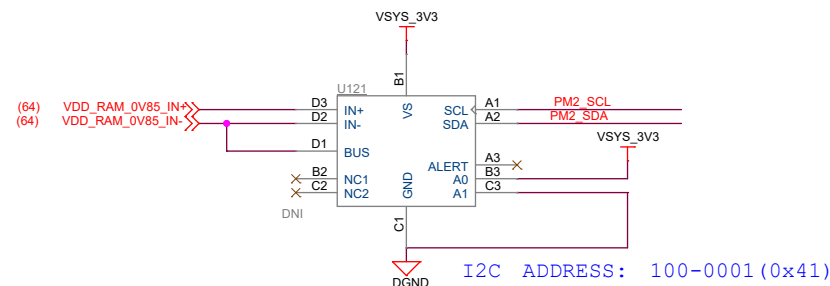 VSYS_3V3
U121
B1
(64) VDD_RAM_0V85_IN+ D3 IN+ VS SCL A1 PM2_SCL
(64) VDD_RAM_0V85_IN- D2 IN- SDA A2 PM2_SDA
VSYS_3V3
D1 BUS
ALERT A3
B2 NC1 A0 B3
C2 NC2 GND A1 C3
DNI
C1
DGND
I2C ADDRESS: 100-0001(0x41)